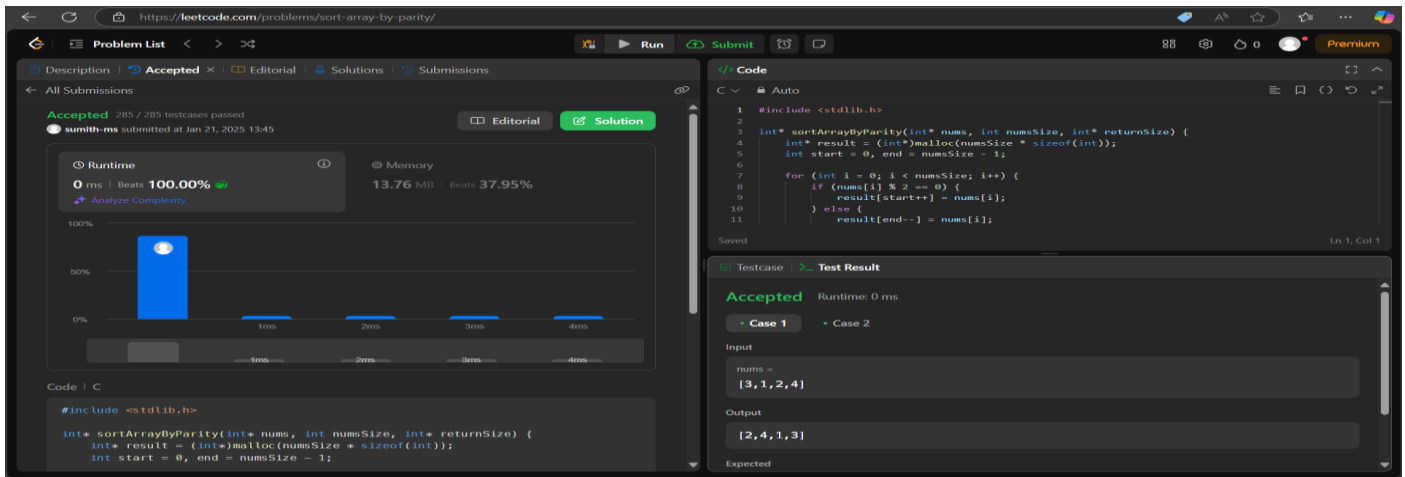 https://leetcode.com/problems/sort-array-by-parity/
Problem List
Run
Submit
0
Premium
Description
Accepted
Editorial
Solutions
Submissions
All Submissions
Accepted 285 / 285 testcases passed
sumith-ms submitted at Jan 21, 2025 13:45
Editorial
Solution
Runtime
0 ms | Beats 100.00%
Analyze Complexity
Memory
13.76 MB | Beats 37.95%
100%
50%
0%
1ms 2ms 3ms 4ms
1ms 2ms 3ms 4ms
Code | C
#include <stdlib.h>
int* sortArrayByParity(int* nums, int numsSize, int* returnSize) {
int* result = (int*)malloc(numsSize * sizeof(int));
int start = 0, end = numsSize - 1;
</> Code
C Auto
1 #include <stdlib.h>
2
3 int* sortArrayByParity(int* nums, int numsSize, int* returnSize) {
4 int* result = (int*)malloc(numsSize * sizeof(int));
5 int start = 0, end = numsSize - 1;
6
7 for (int i = 0; i < numsSize; i++) {
8 if (nums[i] % 2 == 0) {
9 result[start++] = nums[i];
10 } else {
11 result[end--] = nums[i];
Saved
Ln 1, Col 1
Testcase | >_ Test Result
Accepted Runtime: 0 ms
• Case 1 • Case 2
Input
nums =
[3,1,2,4]
Output
[2,4,1,3]
Expected